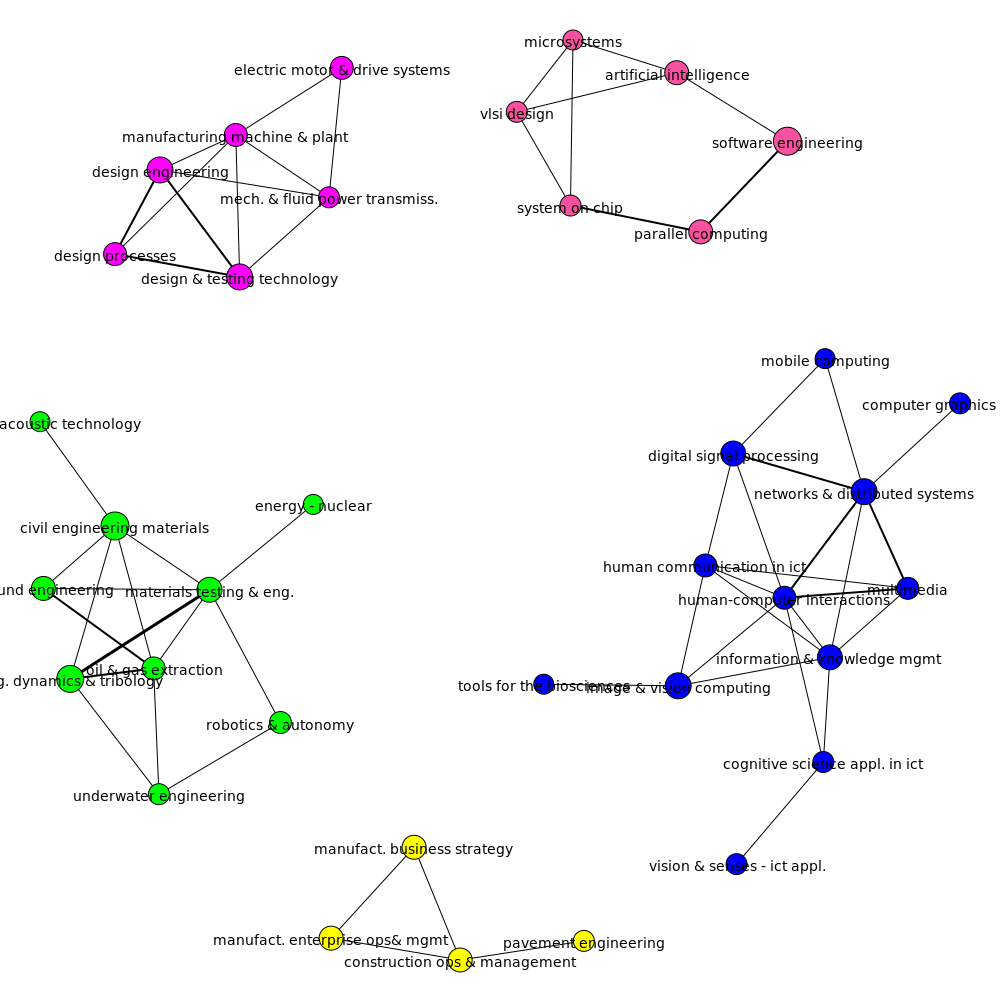 microsystems
electric motor & drive systems
artificial intelligence
vlsi design
manufacturing machine & plant
software engineering
design engineering
mech. & fluid power transmiss.
system on chip
parallel computing
design processes
design & testing technology
mobile computing
computer graphics
acoustic technology
digital signal processing
networks & distributed systems
energy - nuclear
civil engineering materials
human communication in ict
und engineering
materials testing & eng.
multimedia
human-computer interactions
information & knowledge mgmt
oil & gas extraction
g. dynamics & tribology
tools for the biosciences
image & vision computing
robotics & autonomy
cognitive science appl. in ict
underwater engineering
manufact. business strategy
vision & senses - ict appl.
manufact. enterprise ops& mgmt
pavement engineering
construction ops & management